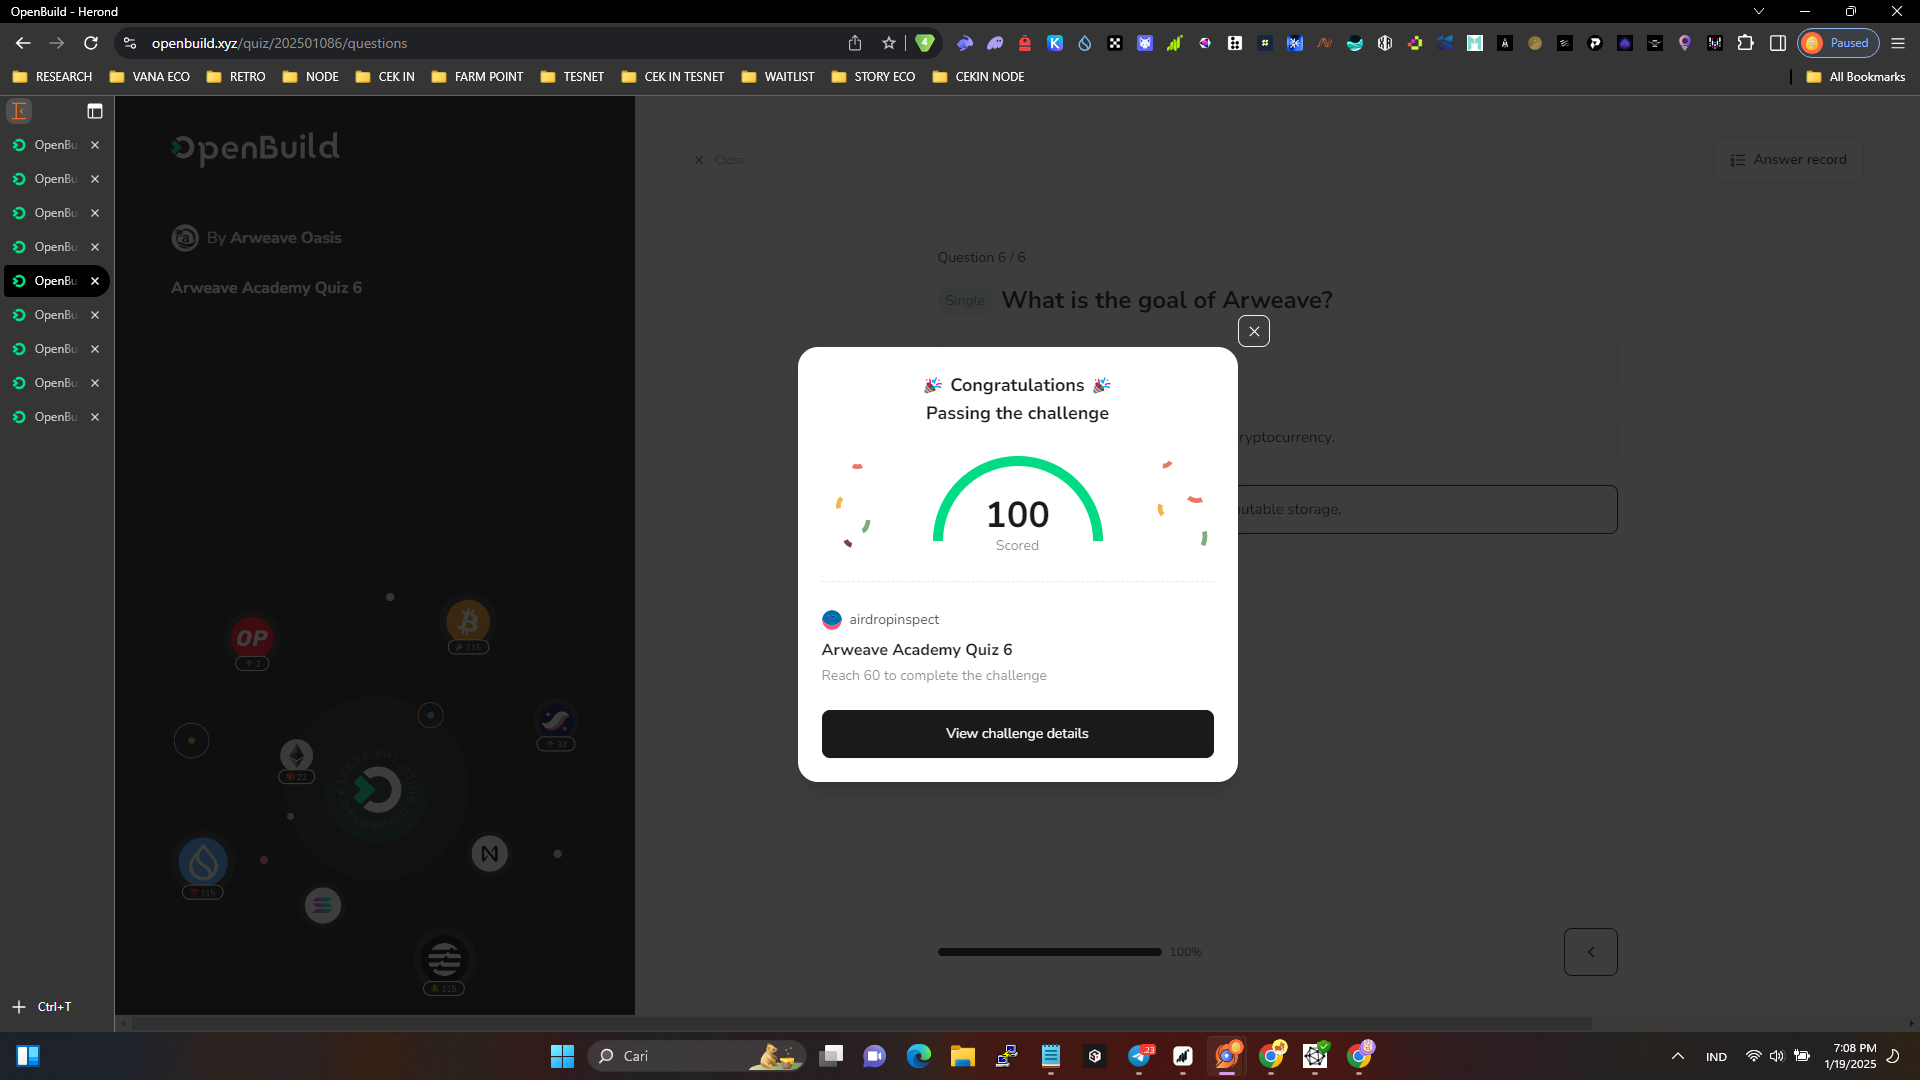 OpenBuild - Herond
openbuild.xyz/quiz/202501086/questions
4
Paused
RESEARCH
VANA ECO
RETRO
NODE
CEK IN
FARM POINT
TESNET
CEK IN TESNET
WAITLIST
STORY ECO
CEKIN NODE
All Bookmarks
OpenBu
OpenBu
OpenBu
OpenBu
OpenBu
OpenBu
OpenBu
OpenBu
OpenBu
Ctrl+T
OpenBuild
By Arweave Oasis
Arweave Academy Quiz 6
OP
2
115
32
22
115
115
Close
Answer record
Question 6 / 6
Single
What is the goal of Arweave?
ryptocurrency.
utable storage.
Congratulations
Passing the challenge
100
Scored
airdropinspect
Arweave Academy Quiz 6
Reach 60 to complete the challenge
View challenge details
100%
Cari
23
IND
7:08 PM
1/19/2025